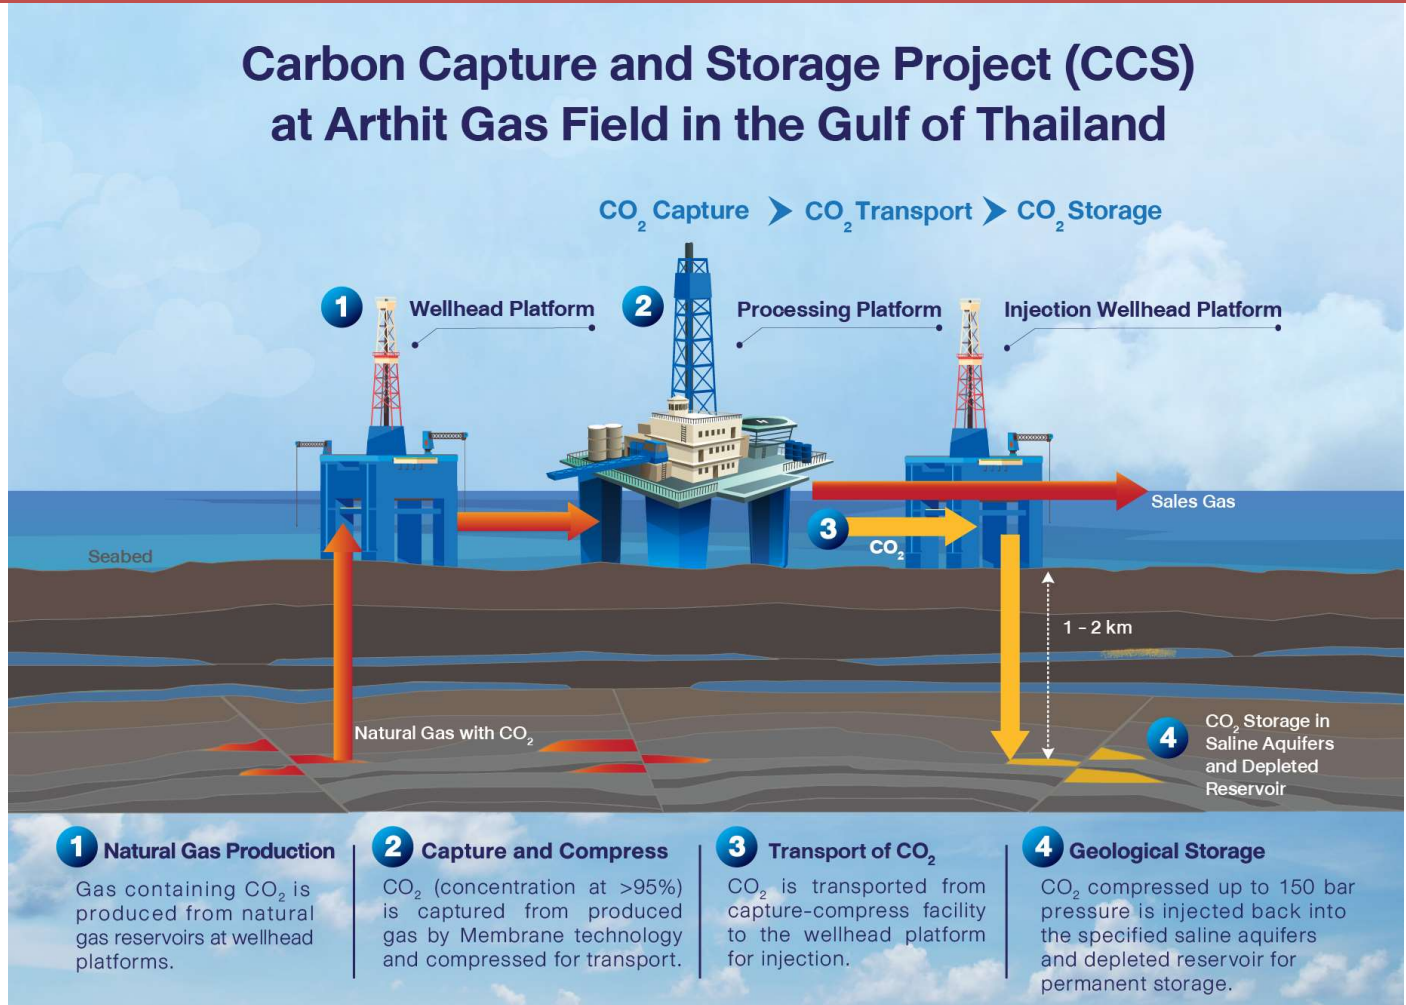 Carbon Capture and Storage Project (CCS)
at Arthit Gas Field in the Gulf of Thailand
CO₂ Capture > CO₂ Transport > CO₂ Storage
1 Wellhead Platform
2 Processing Platform
Injection Wellhead Platform
H
Sales Gas
3
CO₂
Seabed
1 - 2 km
Natural Gas with CO₂
4 CO₂ Storage in
Saline Aquifers
and Depleted
Reservoir
1 Natural Gas Production
Gas containing CO₂ is
produced from natural
gas reservoirs at wellhead
platforms.
2 Capture and Compress
CO₂ (concentration at >95%)
is captured from produced
gas by Membrane technology
and compressed for transport.
3 Transport of CO₂
CO₂ is transported from
capture-compress facility
to the wellhead platform
for injection.
4 Geological Storage
CO₂ compressed up to 150 bar
pressure is injected back into
the specified saline aquifers
and depleted reservoir for
permanent storage.